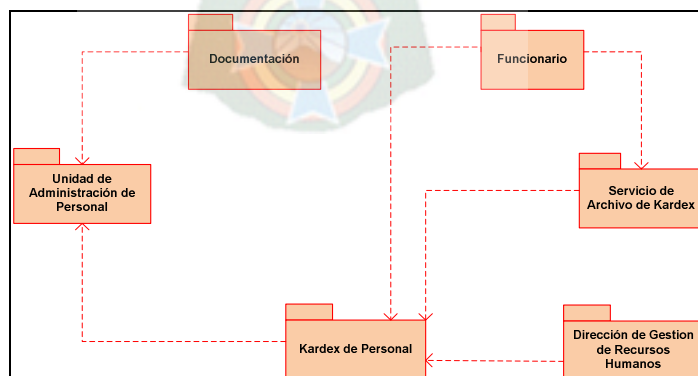 Documentación
Funcionario
Unidad de
Administración de
Personal
Servicio de
Archivo de Kardex
Kardex de Personal
Dirección de Gestion
de Recursos
Humanos